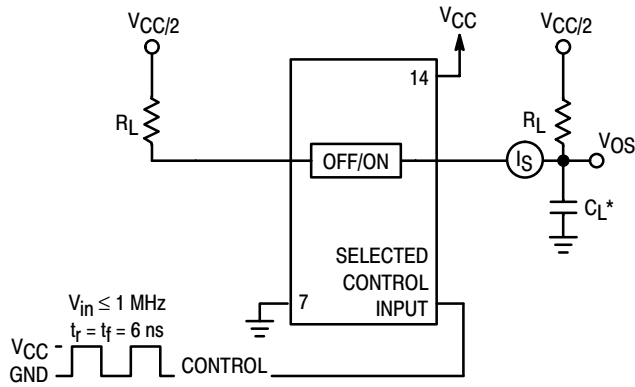 VCC/2
VCC
VCC/2
14
RL
RL
VOS
OFF/ON
IS
CL*
SELECTED
CONTROL
INPUT
7
Vin ≤ 1 MHz
tr = tf = 6 ns
VCC
GND
CONTROL